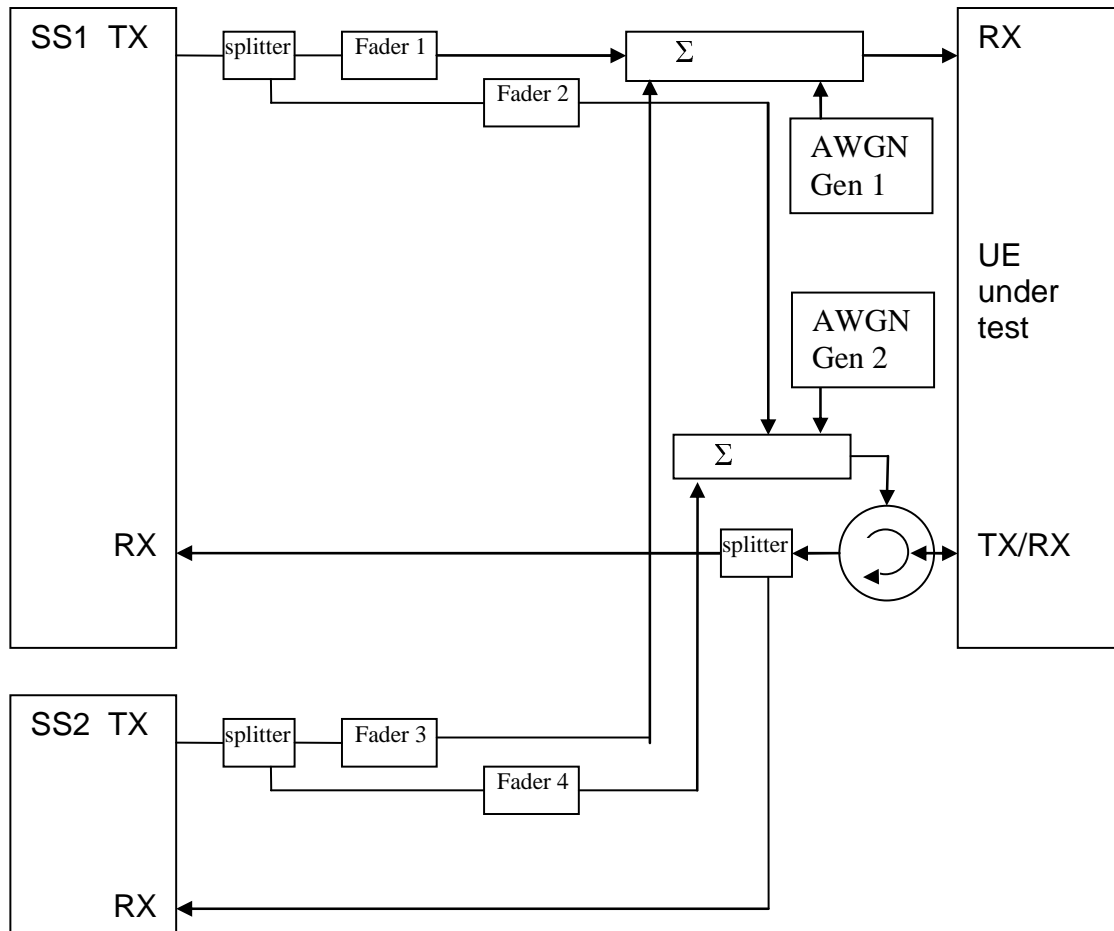 SS1 TX
splitter
Fader 1
Σ
RX
Fader 2
AWGN
Gen 1
UE
under
test
AWGN
Gen 2
Σ
RX
splitter
TX/RX
SS2 TX
splitter
Fader 3
Fader 4
RX